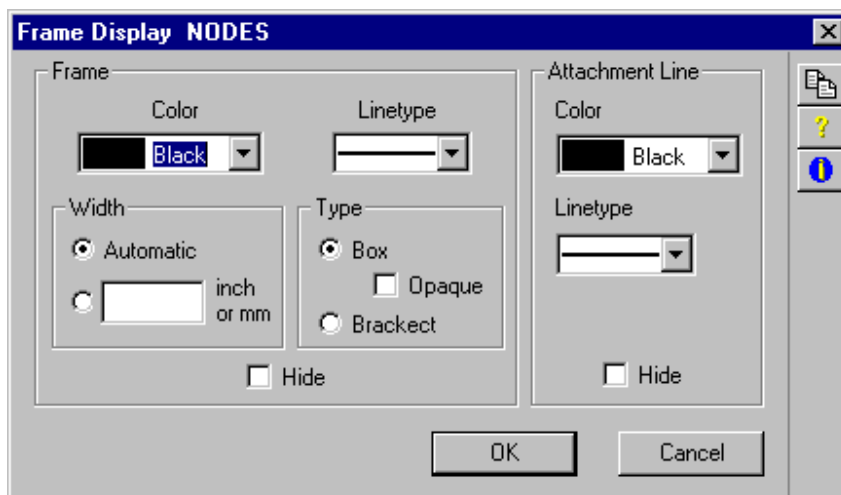 Frame Display NODES
Frame
Color
Black
Linetype
Width
Automatic
inch
or mm
Type
Box
Opaque
Brackect
Hide
Attachment Line
Color
Black
Linetype
Hide
OK
Cancel